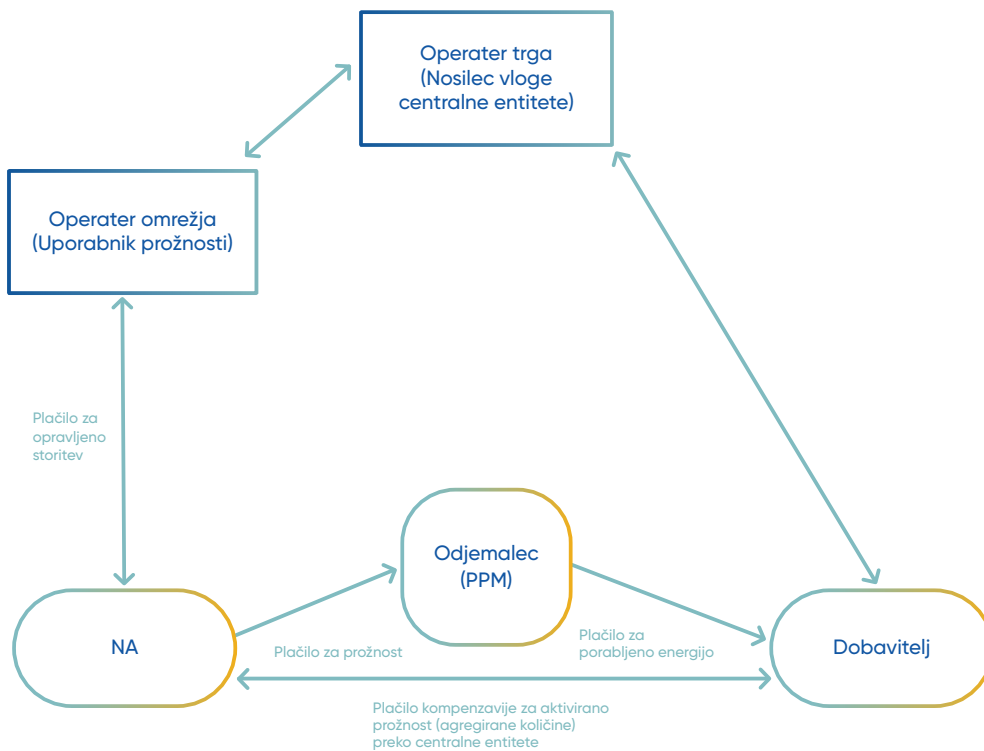 Operater trga
(Nosilec vloge
centralne entitete)
Operater omrežja
(Uporabnik prožnosti)
Plačilo za
opravljeno
storitev
Odjemalec
(PPM)
NA
Plačilo za prožnost
Plačilo za
porabljeno energijo
Dobavitelj
Plačilo kompenzavije za aktivirano
prožnost (agregirane količine)
preko centralne entitete